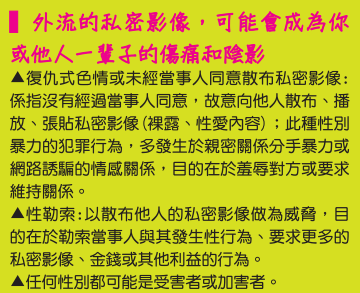 外流的私密影像，可能會成為你
或他人一輩子的傷痛和陰影
▲復仇式色情或未經當事人同意散布私密影像:
係指沒有經過當事人同意，故意向他人散布、播
放、張貼私密影像(裸露、性愛內容)；此種性別
暴力的犯罪行為，多發生於親密關係分手暴力或
網路誘騙的情感關係，目的在於羞辱對方或要求
維持關係。
▲性勒索:以散布他人的私密影像做為威脅，目
的在於勒索當事人與其發生性行為、要求更多的
私密影像、金錢或其他利益的行為。
▲任何性別都可能是受害者或加害者。